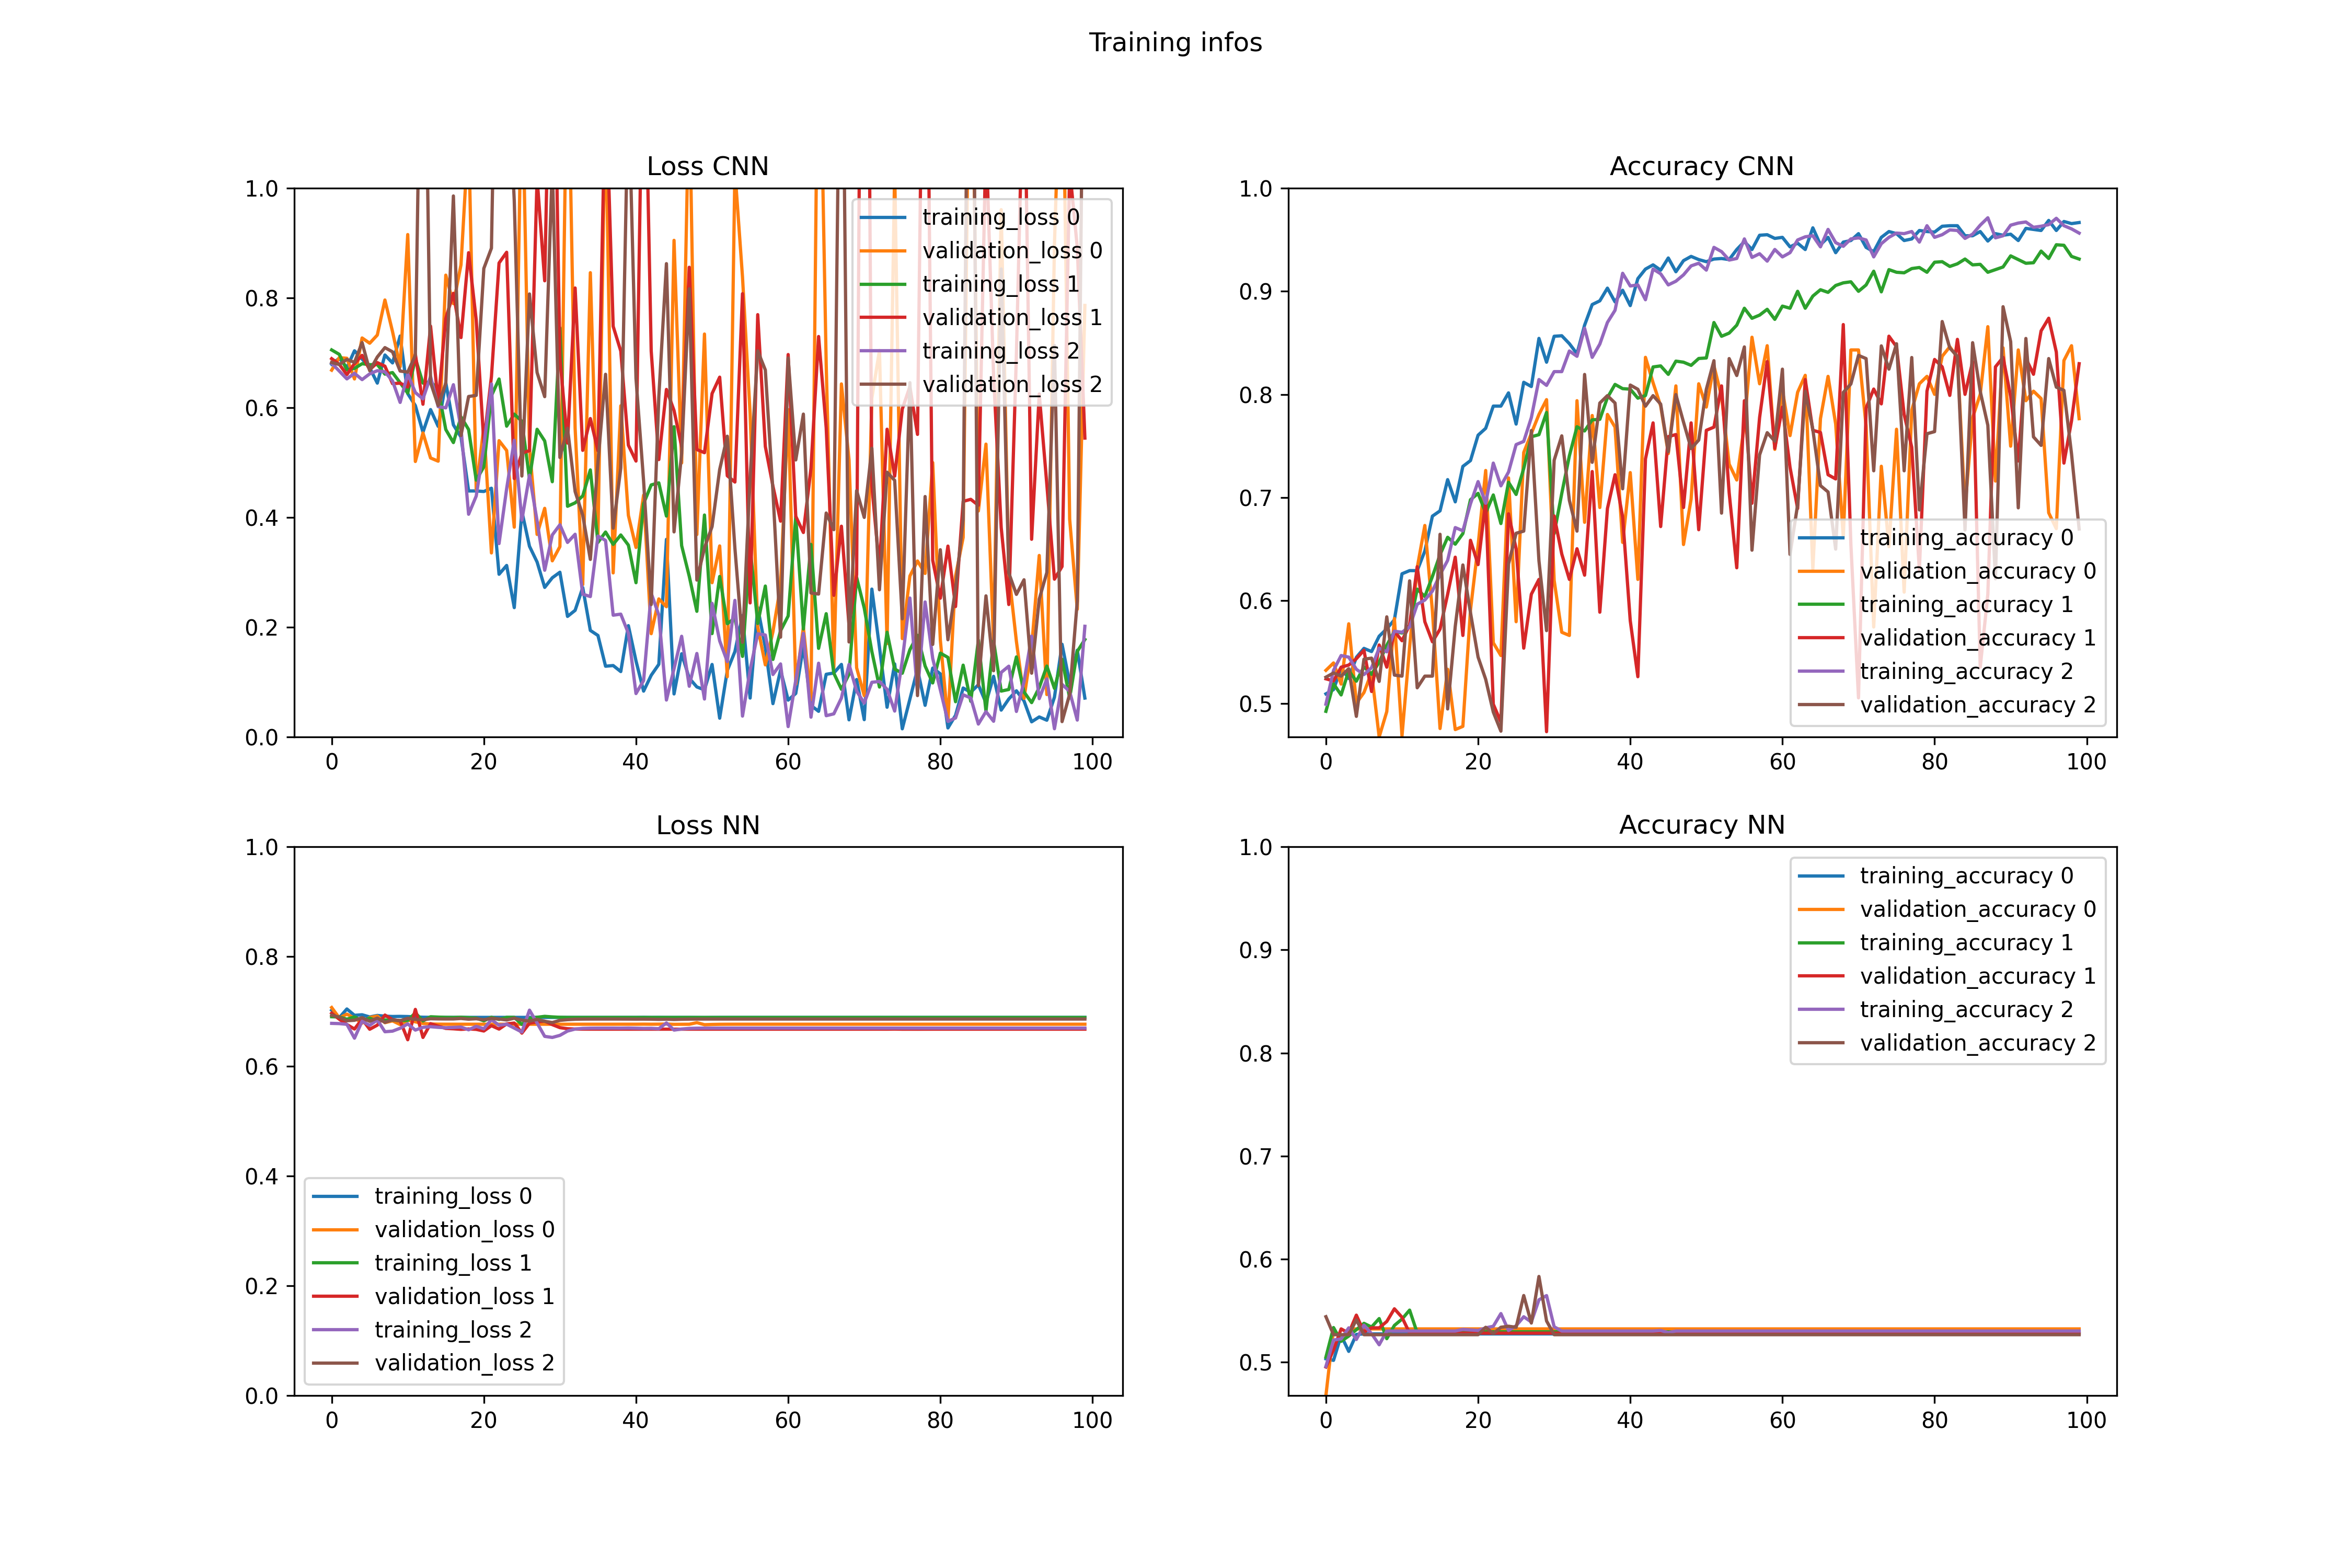 Training infos
Loss CNN
1.0
0.8
0.6
0.4
0.2
0.0
0 20 40 60 80 100
training_loss 0
validation_loss 0
training_loss 1
validation_loss 1
training_loss 2
validation_loss 2
Accuracy CNN
1.0
0.9
0.8
0.7
0.6
0.5
0 20 40 60 80 100
training_accuracy 0
validation_accuracy 0
training_accuracy 1
validation_accuracy 1
training_accuracy 2
validation_accuracy 2
Loss NN
1.0
0.8
0.6
0.4
0.2
0.0
0 20 40 60 80 100
training_loss 0
validation_loss 0
training_loss 1
validation_loss 1
training_loss 2
validation_loss 2
Accuracy NN
1.0
0.9
0.8
0.7
0.6
0.5
0 20 40 60 80 100
training_accuracy 0
validation_accuracy 0
training_accuracy 1
validation_accuracy 1
training_accuracy 2
validation_accuracy 2